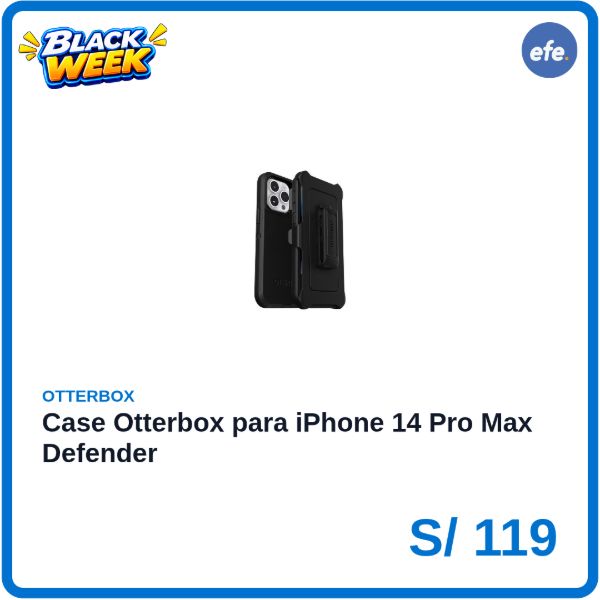 BLACK
WEEK
efe.
OTTERBOX
Case Otterbox para iPhone 14 Pro Max
Defender
S/ 119